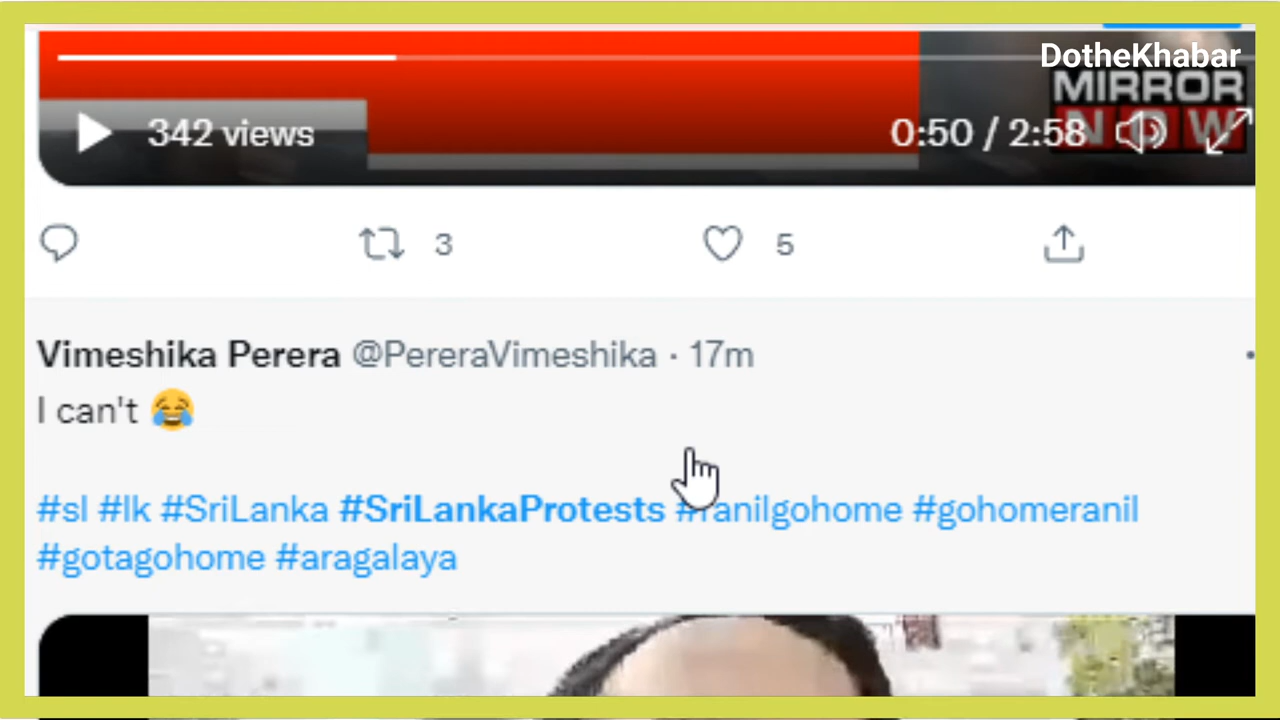 DotheKhabar
MIRROR
NOW
342 views
0:50 / 2:58
3
5
Vimeshika Perera @PereraVimeshika · 17m
I can't 😂
#sl #lk #SriLanka #SriLankaProtests #ranilgohome #gohomeranil
#gotagohome #aragalaya